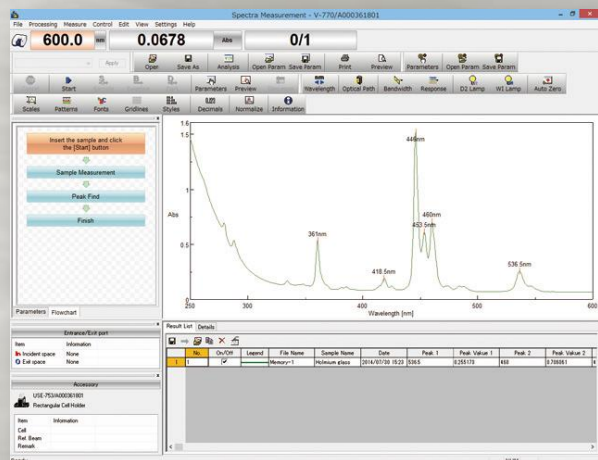 Spectra Measurement - V-770/A000361801
File Processing Measure Control Edit View Settings Help
600.0 nm 0.0678 Abs 0/1
Apply Open Save As Analysis Open Param Save Param Print Preview Parameters Open Param Save Param
Start Parameters Preview Wavelength Optical Path Bandwidth Response D2 Lamp WI Lamp Auto Zero
Scales Patterns Fonts Gridlines Styles Decimals Normalize Information
Insert the sample and click
the [Start] button
Sample Measurement
Peak Find
Finish
Parameters Flowchart
1.6
1.5
1
Abs
0.5
0
250 300 400 500 600
Wavelength [nm]
361nm
418.5nm
446nm
453.5nm
460nm
536.5nm
Entrance/Exit port
Item Information
Incident space None
Exit space None
Accessory
USE-753/A000361801
Rectangular Cell Holder
Item Information
Cell
Ref. Beam
Remark
Result List Details
No. On/Off Legend File Name Sample Name Date Peak 1 Peak Value 1 Peak 2 Peak Value 2
1 1 Memory-1 Holmium glass 2014/07/30 15:23 536.5 0.255173 460
Ready